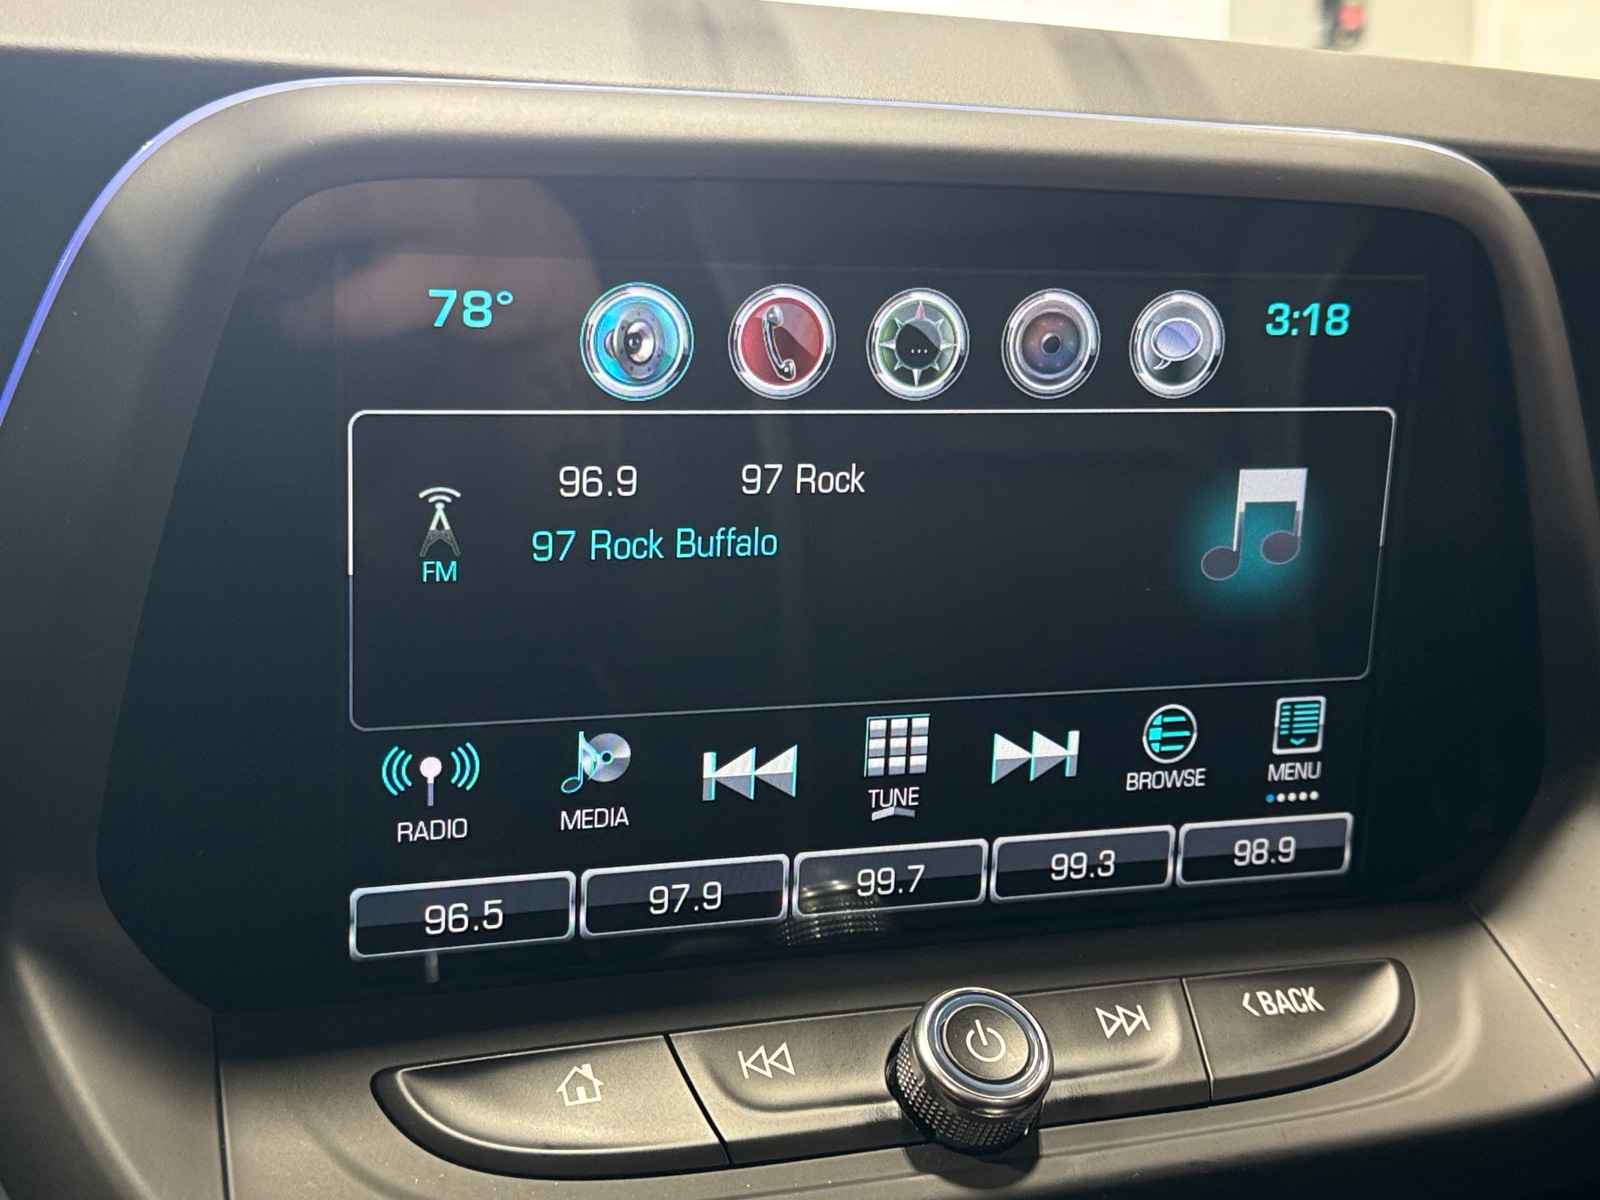 78° 3:18
96.9 97 Rock
97 Rock Buffalo
FM
RADIO MEDIA TUNE BROWSE MENU
96.5 97.9 99.7 99.3 98.9
BACK